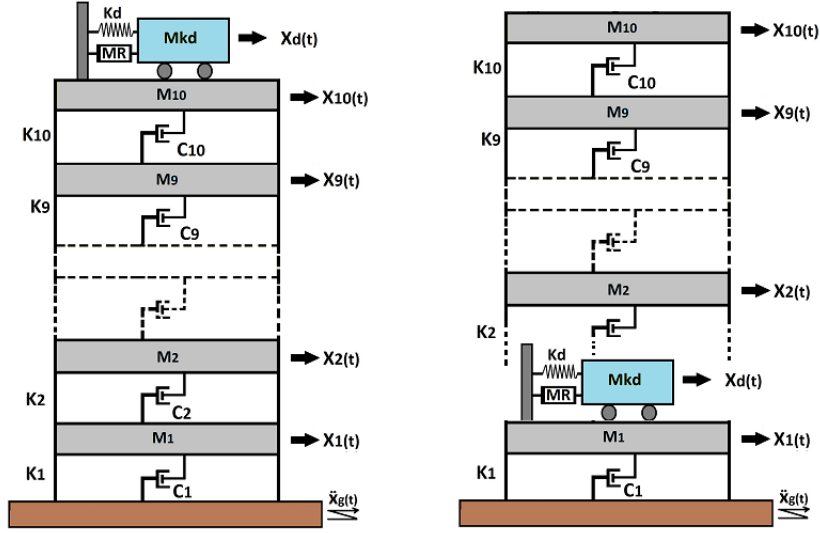 Kd
MR
Mkd
Xd(t)
M10
X10(t)
K10
C10
M9
X9(t)
K9
C9
M2
X2(t)
K2
C2
M1
X1(t)
K1
C1
ẍg(t)
M10
X10(t)
K10
C10
M9
X9(t)
K9
C9
M2
X2(t)
K2
Kd
MR
Mkd
Xd(t)
M1
X1(t)
K1
C1
ẍg(t)